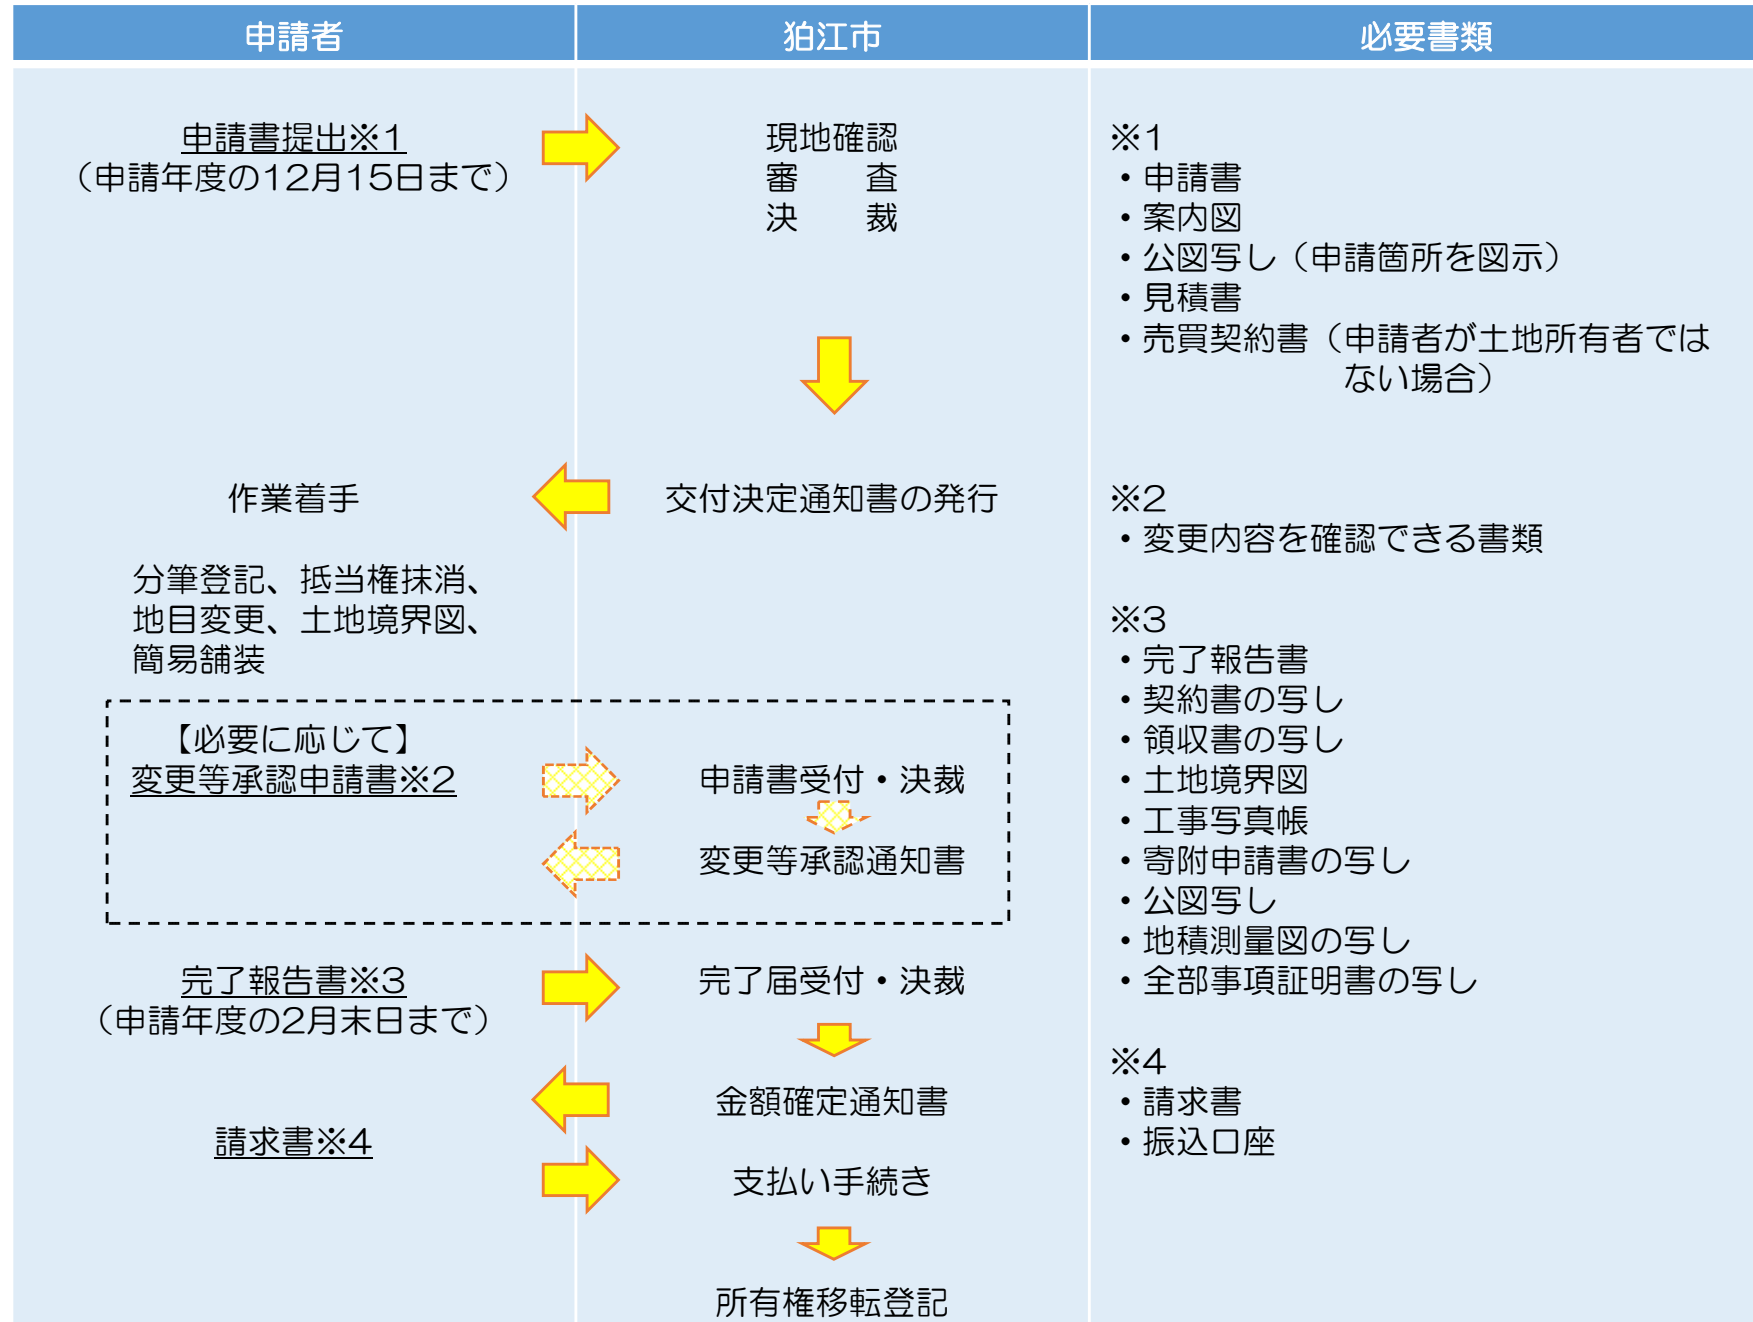 申請者
狛江市
必要書類
申請書提出※1
（申請年度の12月15日まで）
現地確認
審　　査
決　　裁
※1
・申請書
・案内図
・公図写し（申請箇所を図示）
・見積書
・売買契約書（申請者が土地所有者では
ない場合）
作業着手
交付決定通知書の発行
分筆登記、抵当権抹消、
地目変更、土地境界図、
簡易舗装
※2
・変更内容を確認できる書類
【必要に応じて】
変更等承認申請書※2
申請書受付・決裁
変更等承認通知書
※3
・完了報告書
・契約書の写し
・領収書の写し
・土地境界図
・工事写真帳
・寄附申請書の写し
・公図写し
・地積測量図の写し
・全部事項証明書の写し
完了報告書※3
（申請年度の2月末日まで）
完了届受付・決裁
金額確定通知書
請求書※4
支払い手続き
所有権移転登記
※4
・請求書
・振込口座